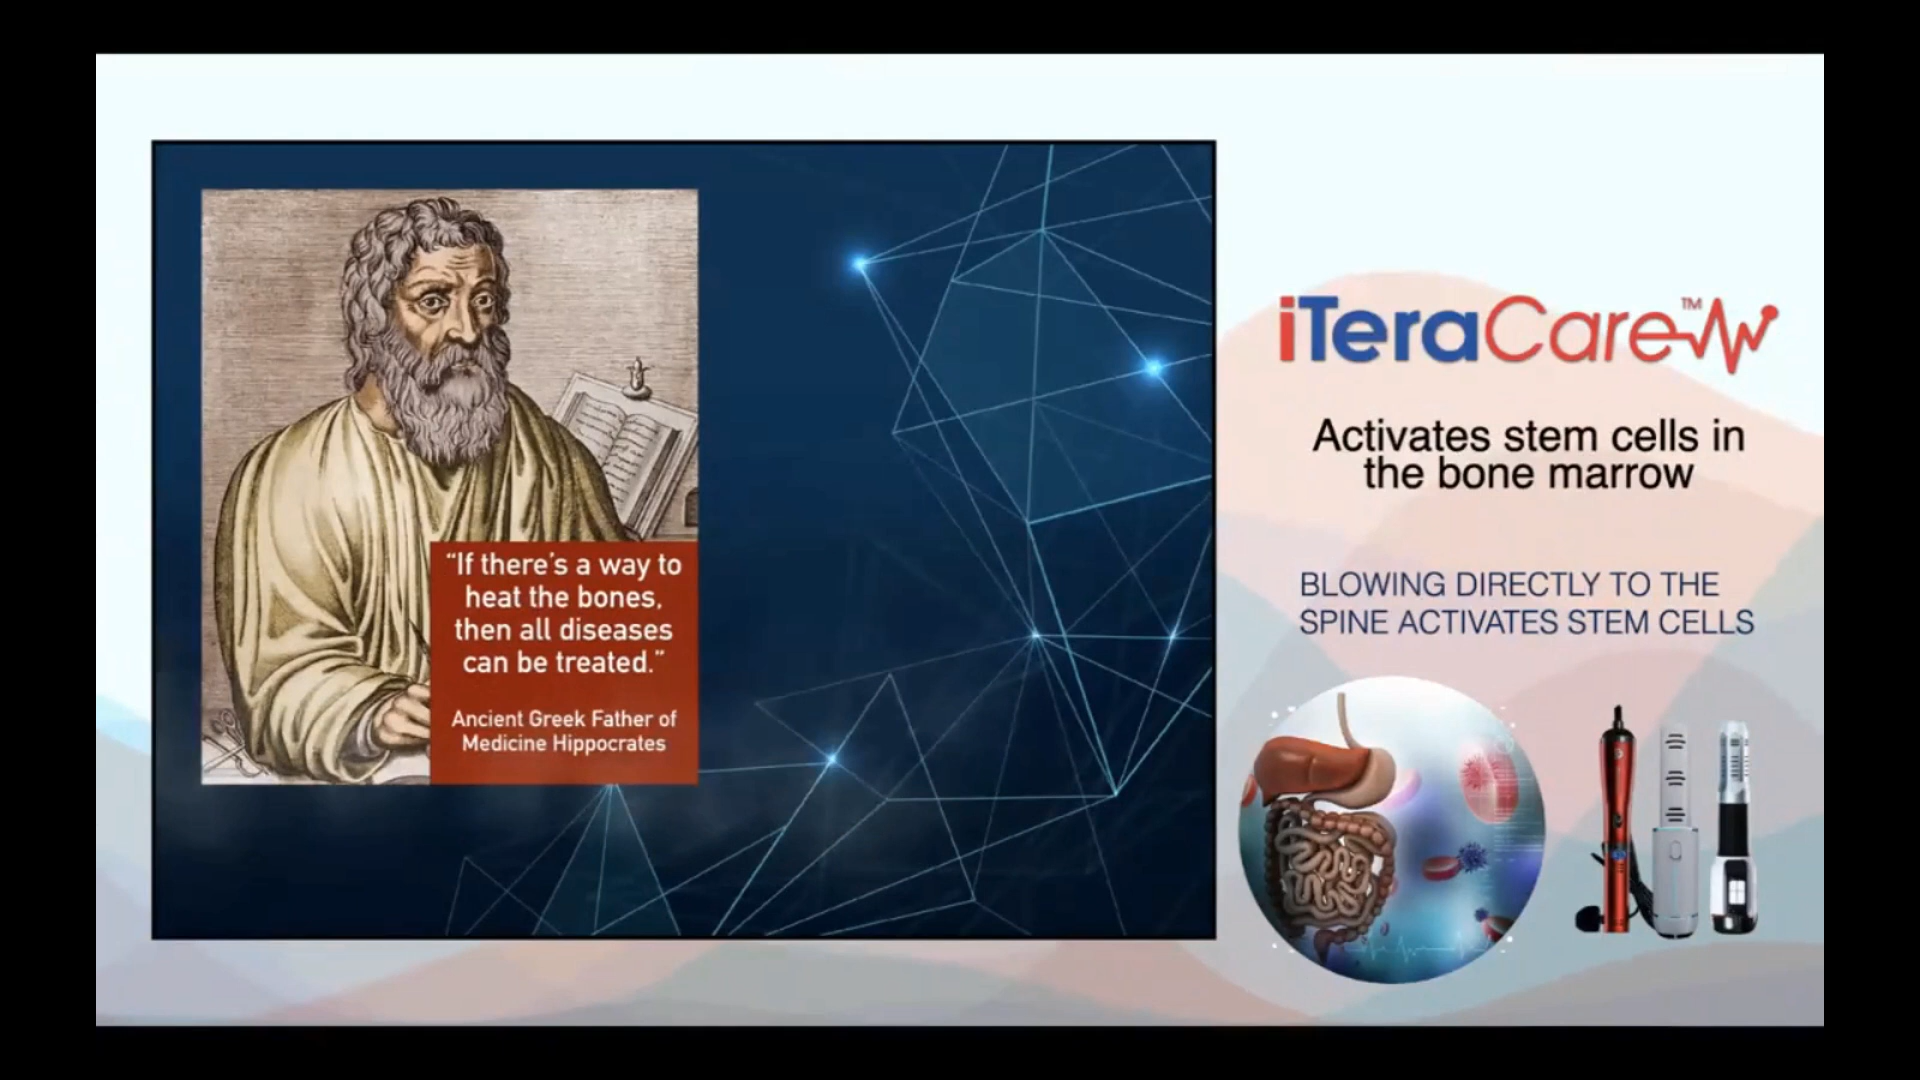 “If there’s a way to
heat the bones,
then all diseases
can be treated.”
Ancient Greek Father of
Medicine Hippocrates
iTeraCare™
Activates stem cells in
the bone marrow
BLOWING DIRECTLY TO THE
SPINE ACTIVATES STEM CELLS